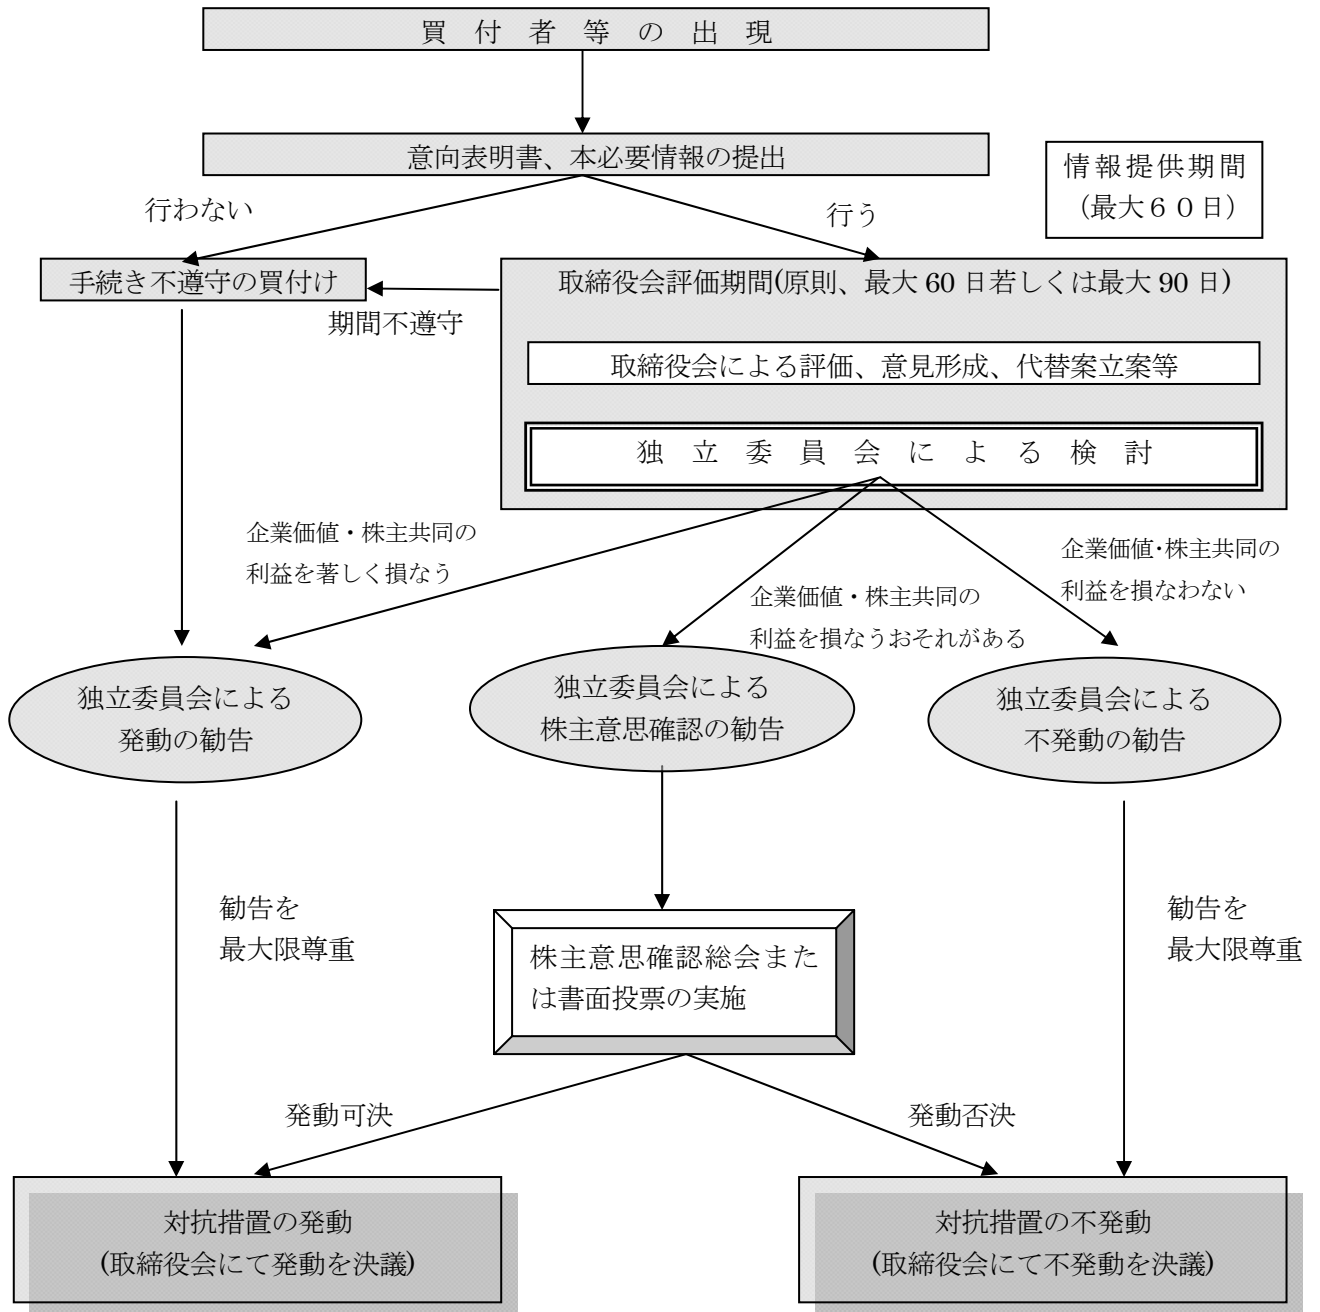 買付者等の出現
意向表明書、本必要情報の提出
情報提供期間
（最大６０日）
行わない
行う
手続き不遵守の買付け
取締役会評価期間(原則、最大 60 日若しくは最大 90 日)
期間不遵守
取締役会による評価、意見形成、代替案立案等
独立委員会による検討
企業価値・株主共同の
利益を著しく損なう
企業価値・株主共同の
利益を損なうおそれがある
企業価値・株主共同の
利益を損なわない
独立委員会による
発動の勧告
独立委員会による
株主意思確認の勧告
独立委員会による
不発動の勧告
勧告を
最大限尊重
株主意思確認総会また
は書面投票の実施
勧告を
最大限尊重
発動可決
発動否決
対抗措置の発動
(取締役会にて発動を決議)
対抗措置の不発動
(取締役会にて不発動を決議)